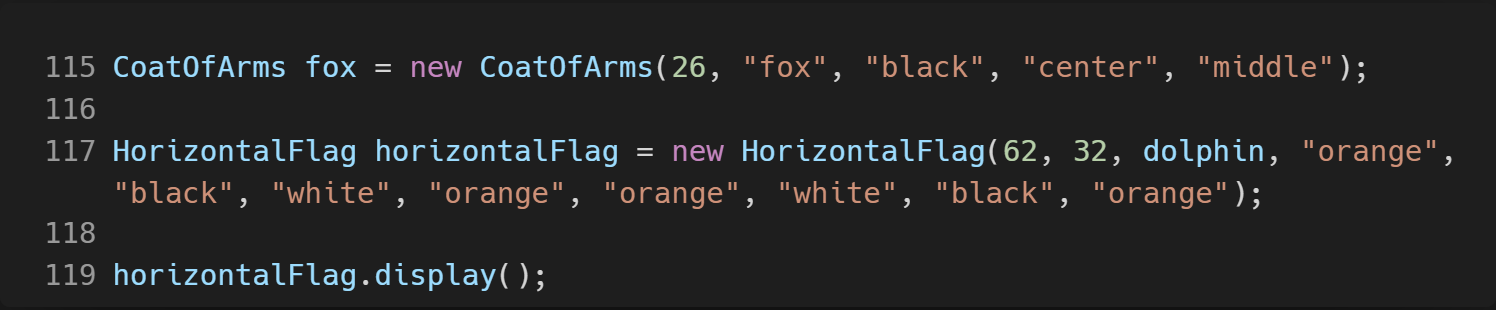 115 CoatOfArms fox = new CoatOfArms(26, "fox", "black", "center", "middle");
116
117 HorizontalFlag horizontalFlag = new HorizontalFlag(62, 32, dolphin, "orange",
"black", "white", "orange", "orange", "white", "black", "orange");
118
119 horizontalFlag.display();